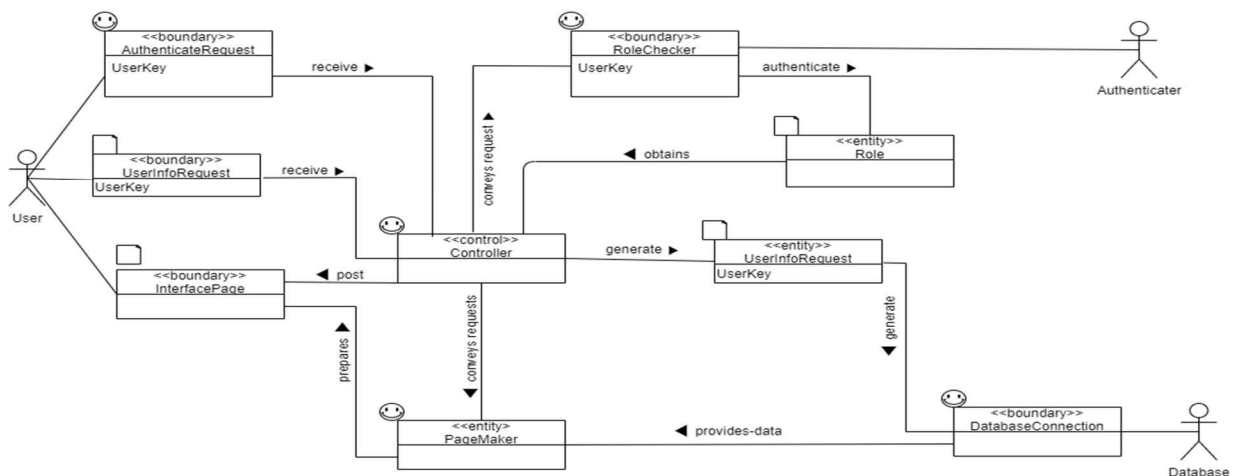 <<boundary>>
AuthenticateRequest
UserKey
receive
<<boundary>>
RoleChecker
UserKey
authenticate
Authenticater
conveys request
<<entity>>
Role
obtains
<<boundary>>
UserInfoRequest
UserKey
receive
User
<<control>>
Controller
generate
<<entity>>
UserInfoRequest
UserKey
<<boundary>>
InterfacePage
post
prepares
conveys requests
generate
<<entity>>
PageMaker
provides-data
<<boundary>>
DatabaseConnection
Database